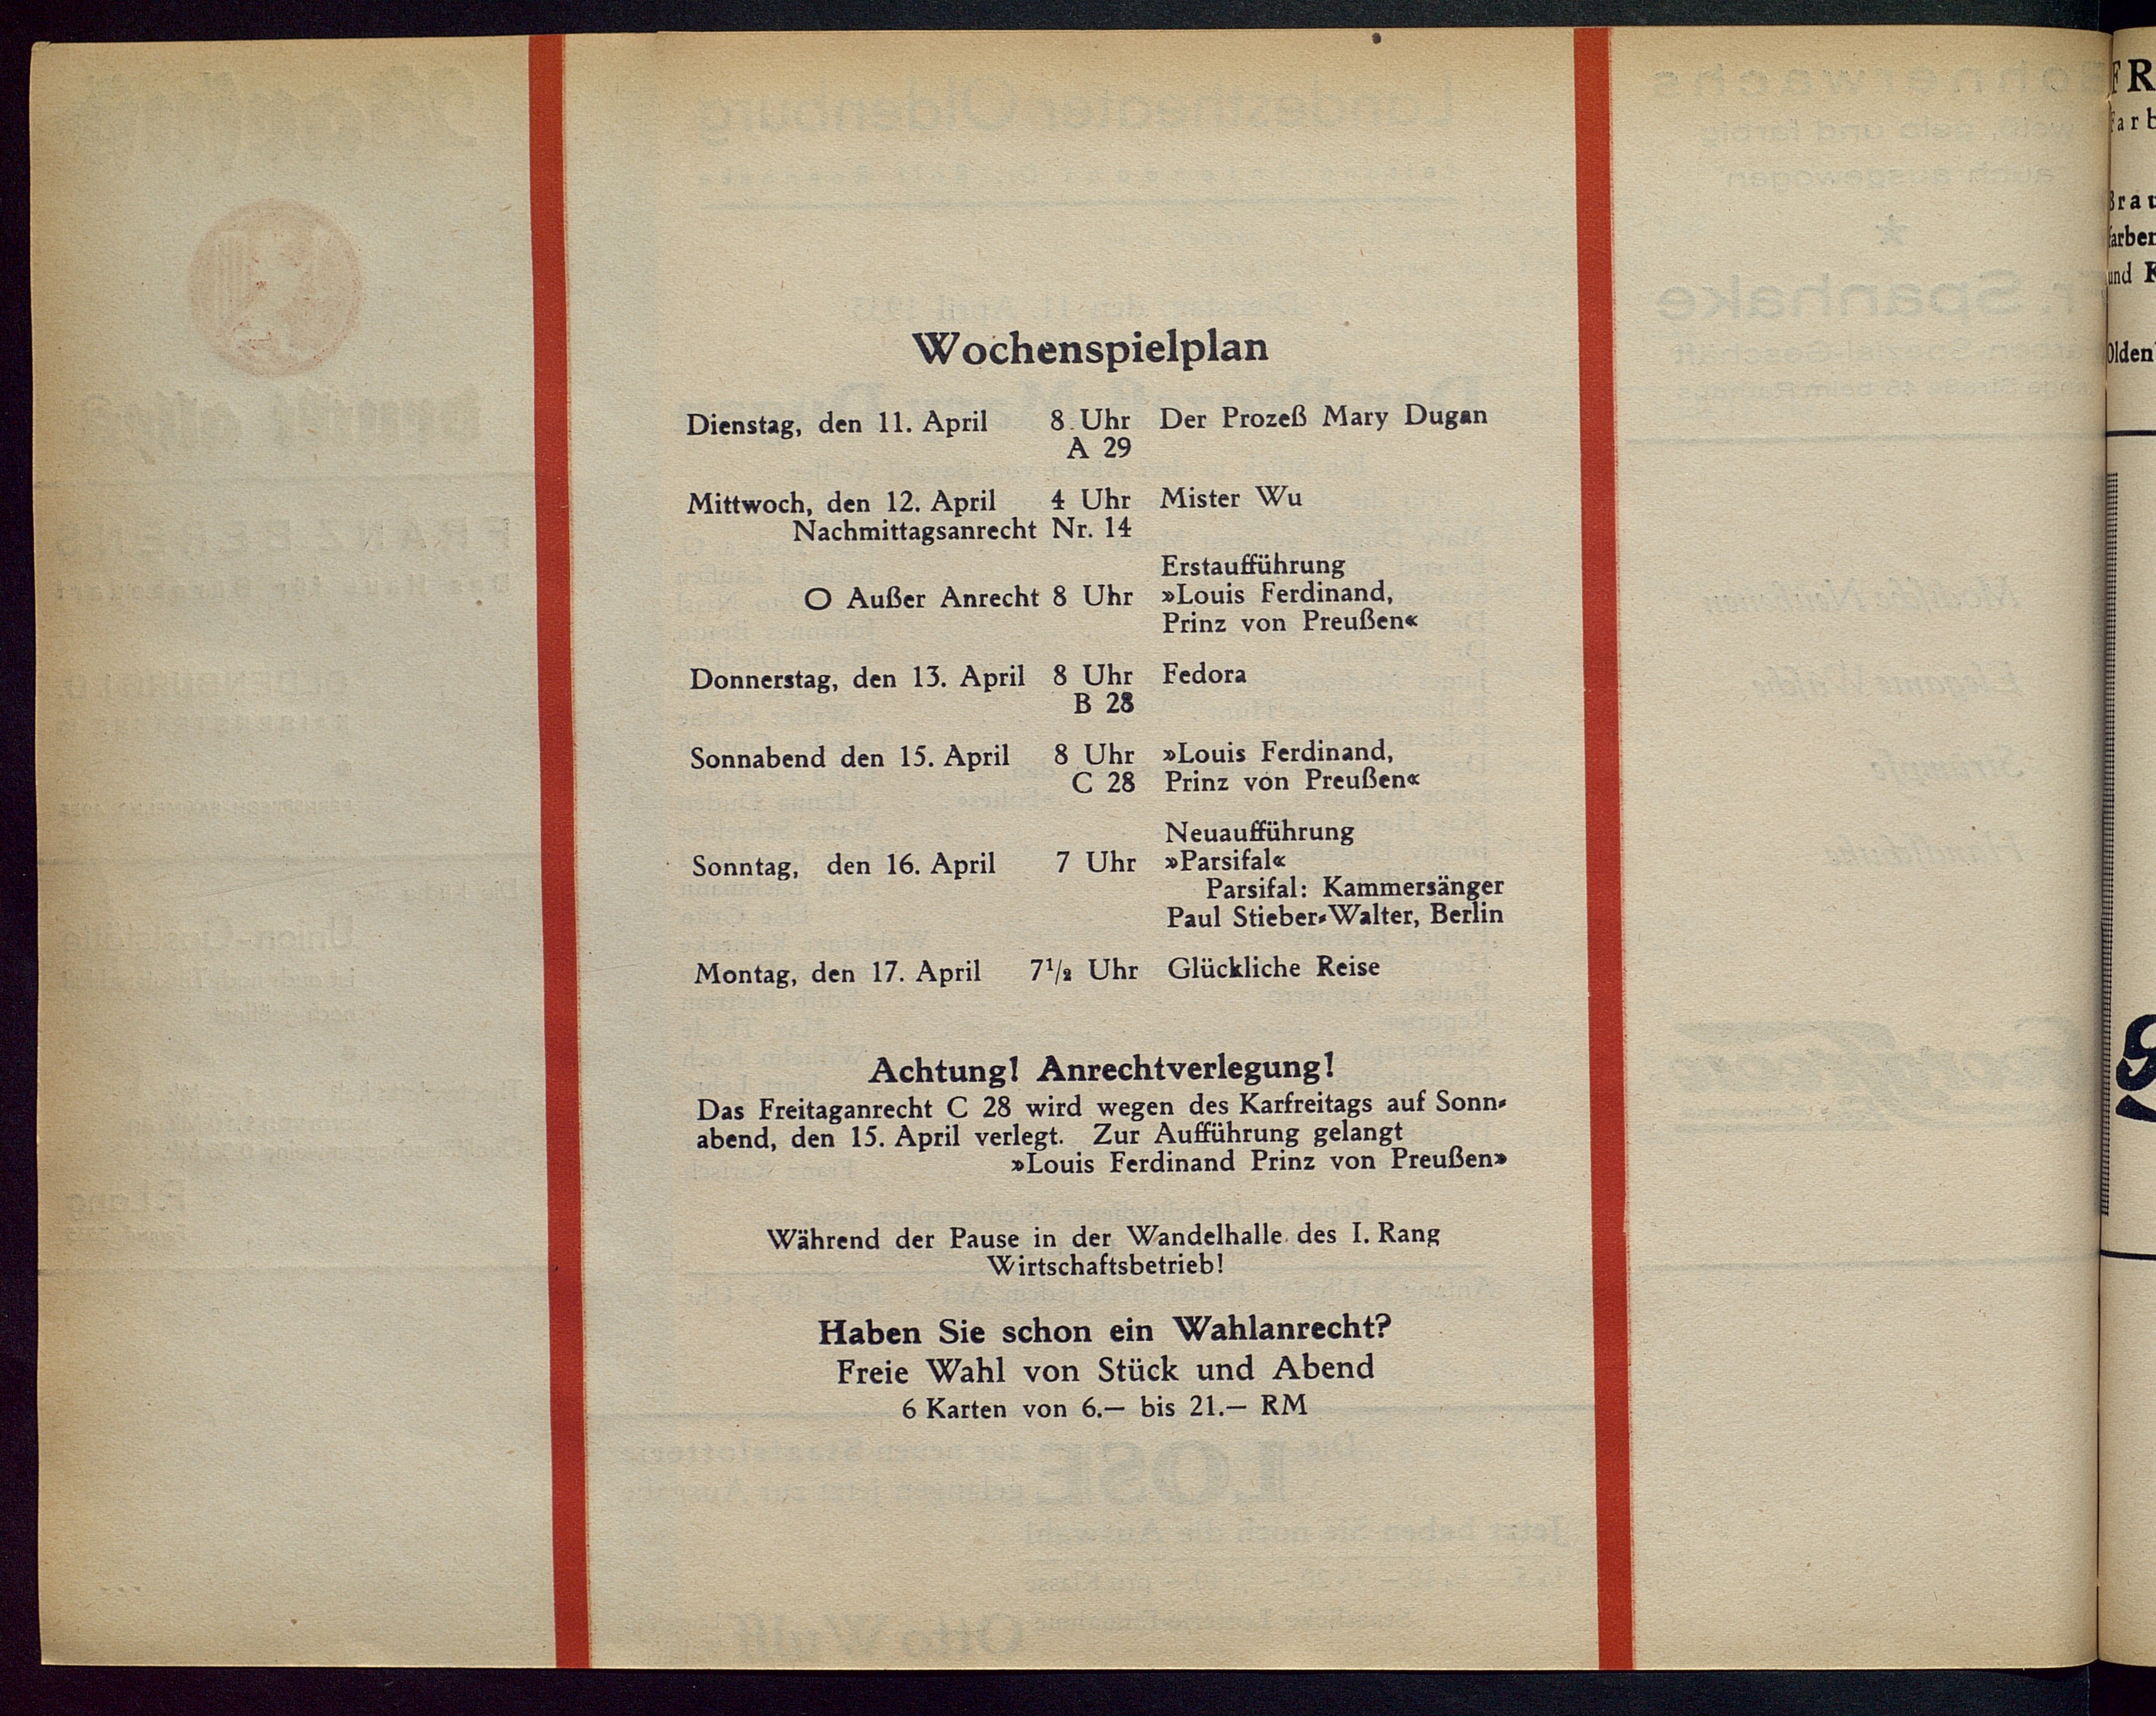 Wochenspielplan
Dienstag, den 11. April 8 Uhr Der Prozeß Mary Dugan
A 29
Mittwoch, den 12. April 4 Uhr Mister Wu
Nachmittagsanrecht Nr. 14
Erstaufführung
O Außer Anrecht 8 Uhr »Louis Ferdinand,
Prinz von Preußen«
Donnerstag, den 13. April 8 Uhr Fedora
B 28
Sonnabend den 15. April 8 Uhr »Louis Ferdinand,
C 28 Prinz von Preußen«
Neuaufführung
Sonntag, den 16. April 7 Uhr »Parsifal«
Parsifal: Kammersänger
Paul Stieber-Walter, Berlin
Montag, den 17. April 7½ Uhr Glückliche Reise
Achtung! Anrechtverlegung!
Das Freitaganrecht C 28 wird wegen des Karfreitags auf Sonn-
abend, den 15. April verlegt. Zur Aufführung gelangt
»Louis Ferdinand Prinz von Preußen»
Während der Pause in der Wandelhalle des I. Rang
Wirtschaftsbetrieb!
Haben Sie schon ein Wahlanrecht?
Freie Wahl von Stück und Abend
6 Karten von 6.— bis 21.— RM
FR
Farb
Brau
farben
und K
Olden